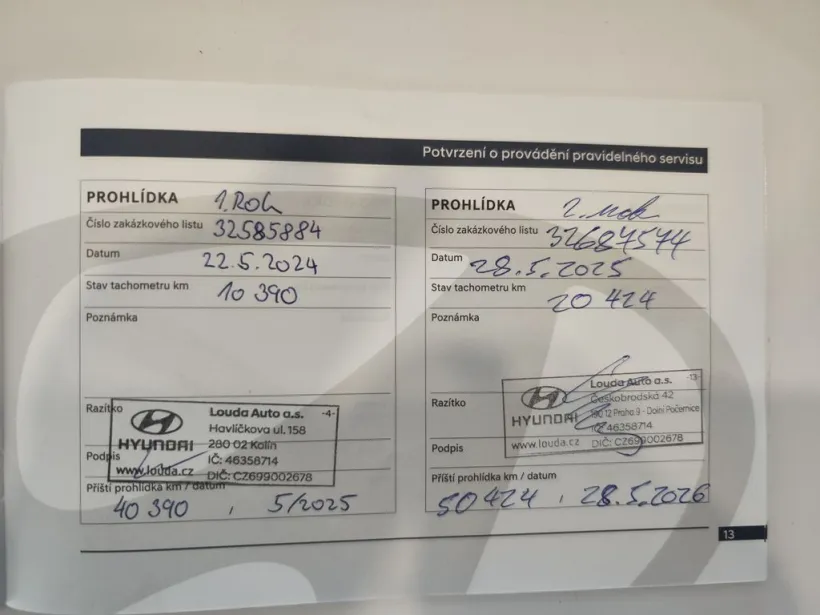 Potvrzení o provádění pravidelného servisu
PROHLÍDKA 1. Rok
Číslo zakázkového listu 32585884
Datum 22.5.2024
Stav tachometru km 10 390
Poznámka
Razítko
Louda Auto a.s. -4-
Havlíčkova ul. 158
HYUNDAI 280 02 Kolín
IČ: 46358714
Podpis
www.louda.cz DIČ: CZ699002678
Příští prohlídka km / datum
40 390 , 5/2025
PROHLÍDKA 2. rok
Číslo zakázkového listu 32687574
Datum 28.5.2025
Stav tachometru km 20 424
Poznámka
Razítko
Louda Auto a.s. -13-
Českobrodská 42
HYUNDAI 190 12 Praha 9 - Dolní Počernice
IČ: 46358714
Podpis
www.louda.cz DIČ: CZ699002678
Příští prohlídka km / datum
50 424 , 28.5.2026
13